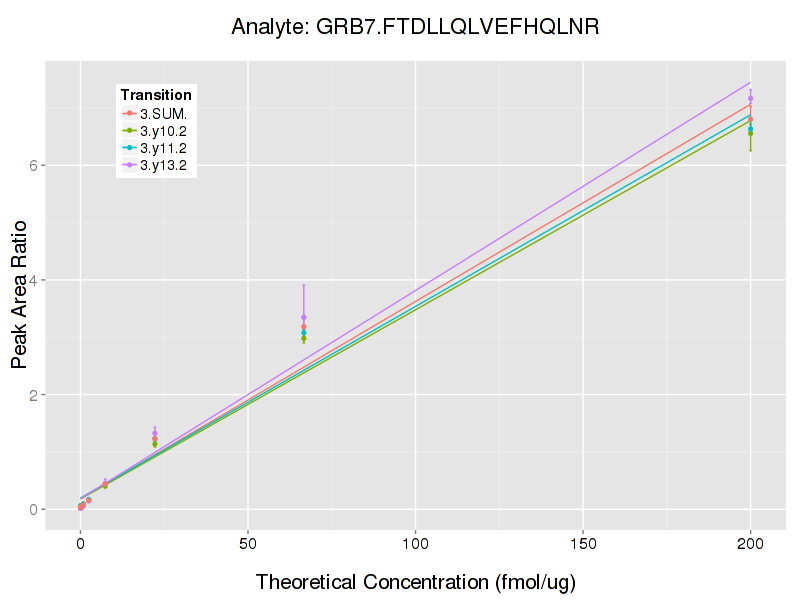 Analyte: GRB7.FTDLLQLVEFHQLNR
Transition
3.SUM.
3.y10.2
3.y11.2
3.y13.2
Peak Area Ratio
6
4
2
0
0 50 100 150 200
Theoretical Concentration (fmol/ug)